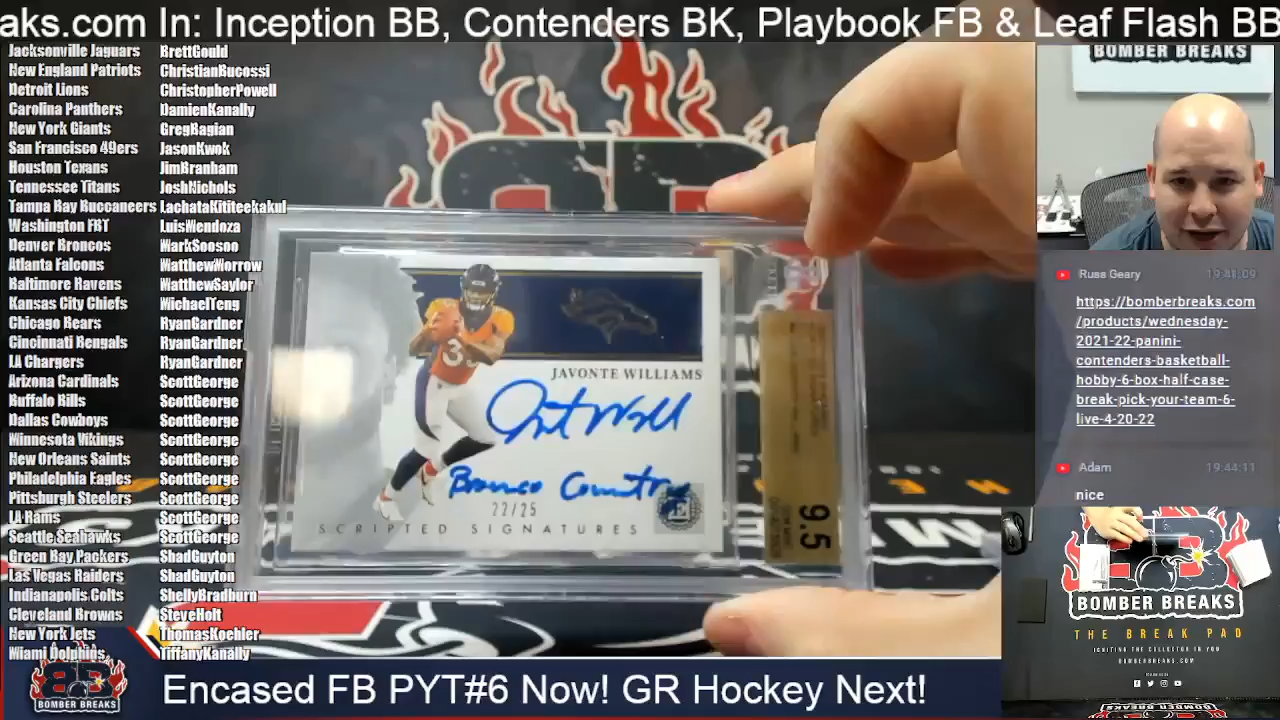 aks.com In: Inception BB, Contenders BK, Playbook FB & Leaf Flash BB
Jacksonville Jaguars BrettGould
New England Patriots ChristianBucossi
Detroit Lions ChristopherPowell
Carolina Panthers DamienKanally
New York Giants GregBagian
San Francisco 49ers JasonKwok
Houston Texans JimBranham
Tennessee Titans JoshNichols
Tampa Bay Buccaneers LachataKititeekakul
Washington FBT LuisMendoza
Denver Broncos MarkSoosoo
Atlanta Falcons MatthewMorrow
Baltimore Ravens MatthewSaylor
Kansas City Chiefs MichaelTeng
Chicago Bears RyanGardner
Cincinnati Bengals RyanGardner
LA Chargers RyanGardner
Arizona Cardinals ScottGeorge
Buffalo Bills ScottGeorge
Dallas Cowboys ScottGeorge
Minnesota Vikings ScottGeorge
New Orleans Saints ScottGeorge
Philadelphia Eagles ScottGeorge
Pittsburgh Steelers ScottGeorge
LA Rams ScottGeorge
Seattle Seahawks ScottGeorge
Green Bay Packers ShadGuyton
Las Vegas Raiders ShadGuyton
Indianapolis Colts ShellyBradburn
Cleveland Browns SteveHolt
New York Jets ThomasKoehler
Miami Dolphins TiffanyKanally
JAVONTE WILLIAMS
Bronco Country
22/25
SCRIPTED SIGNATURES
E
9.5
BOMBER BREAKS
Russ Geary 19:41:09
https://bomberbreaks.com
/products/wednesday-
2021-22-panini-
contenders-basketball-
hobby-6-box-half-case-
break-pick-your-team-6-
live-4-20-22
Adam 19:44:11
nice
BOMBER BREAKS
THE BREAK PAD
IGNITING THE COLLECTOR IN YOU
BOMBERBREAKS.COM
BOMBER BREAKS
Encased FB PYT#6 Now! GR Hockey Next!